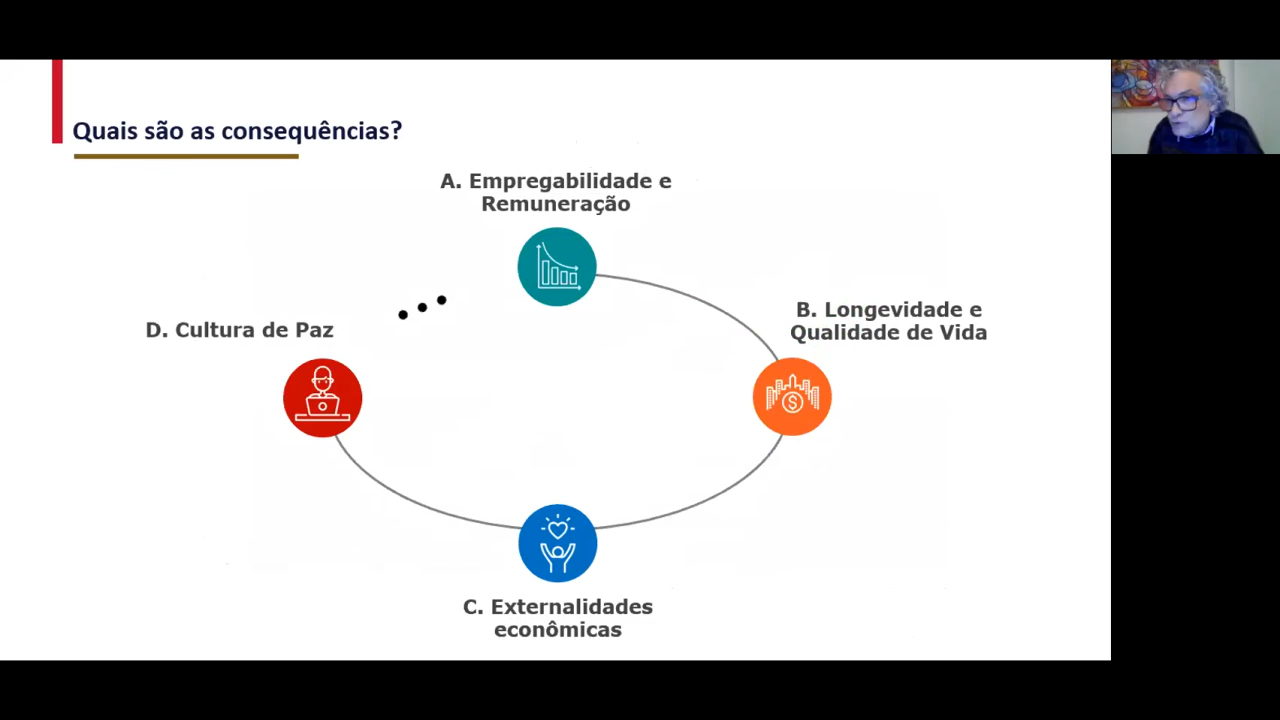 Quais são as consequências?
A. Empregabilidade e
Remuneração
B. Longevidade e
Qualidade de Vida
D. Cultura de Paz
C. Externalidades
econômicas